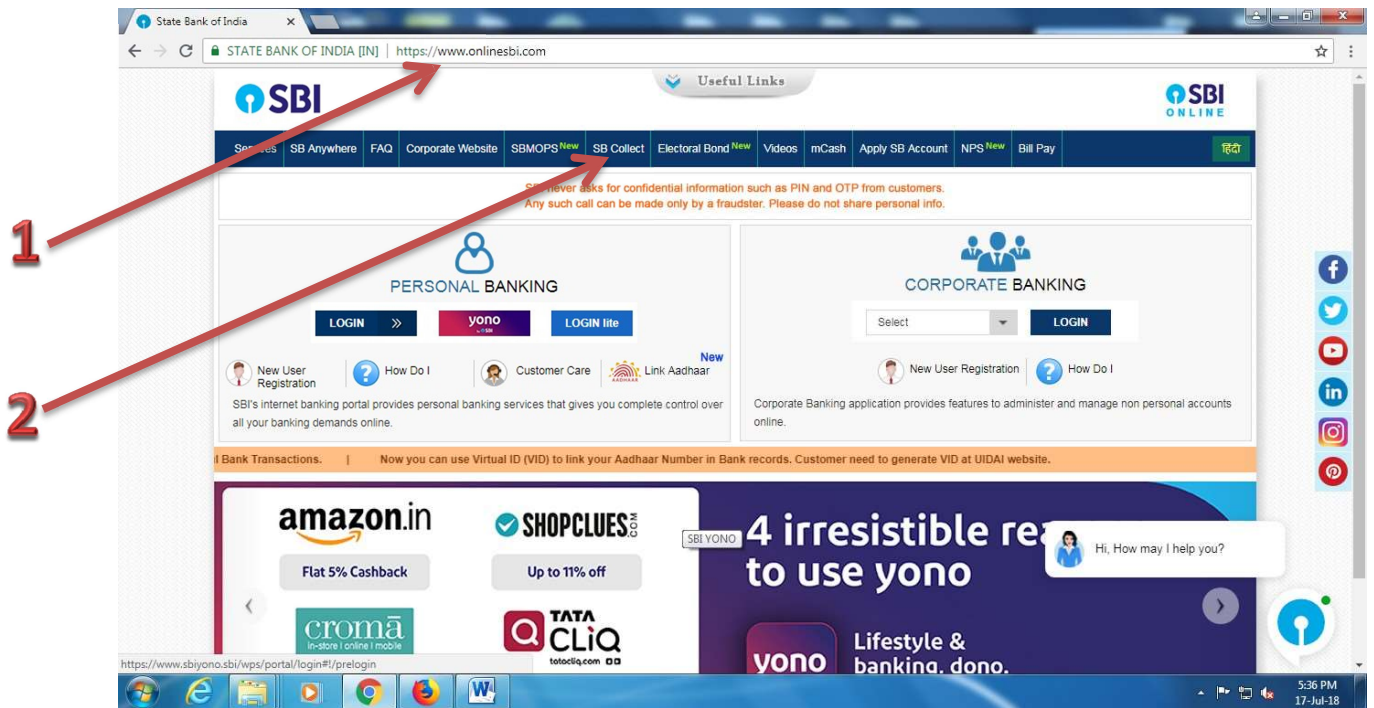 State Bank of India
STATE BANK OF INDIA [IN] | https://www.onlinesbi.com
Useful Links
SBI
SBI
ONLINE
Services SB Anywhere FAQ Corporate Website SBMOPS New SB Collect Electoral Bond New Videos mCash Apply SB Account NPS New Bill Pay हिंदी
SBI never asks for confidential information such as PIN and OTP from customers.
Any such call can be made only by a fraudster. Please do not share personal info.
1
2
PERSONAL BANKING
LOGIN » yono LOGIN lite
by SBI
New
New User Registration
How Do I
Customer Care
AADHAAR
Link Aadhaar
SBI's internet banking portal provides personal banking services that gives you complete control over
all your banking demands online.
CORPORATE BANKING
Select LOGIN
New User Registration How Do I
Corporate Banking application provides features to administer and manage non personal accounts
online.
l Bank Transactions. | Now you can use Virtual ID (VID) to link your Aadhaar Number in Bank records. Customer need to generate VID at UIDAI website.
amazon.in
Flat 5% Cashback
SHOPCLUES.COM
Up to 11% off
cromā
in-store | online | mobile
TATA
CLiQ
tatacliq.com
SBI YONO
4 irresistible rea
to use yono
yono
Lifestyle &
banking, dono.
Hi, How may I help you?
f
in
https://www.sbiyono.sbi/wps/portal/login#!/prelogin
W
5:36 PM
17-Jul-18